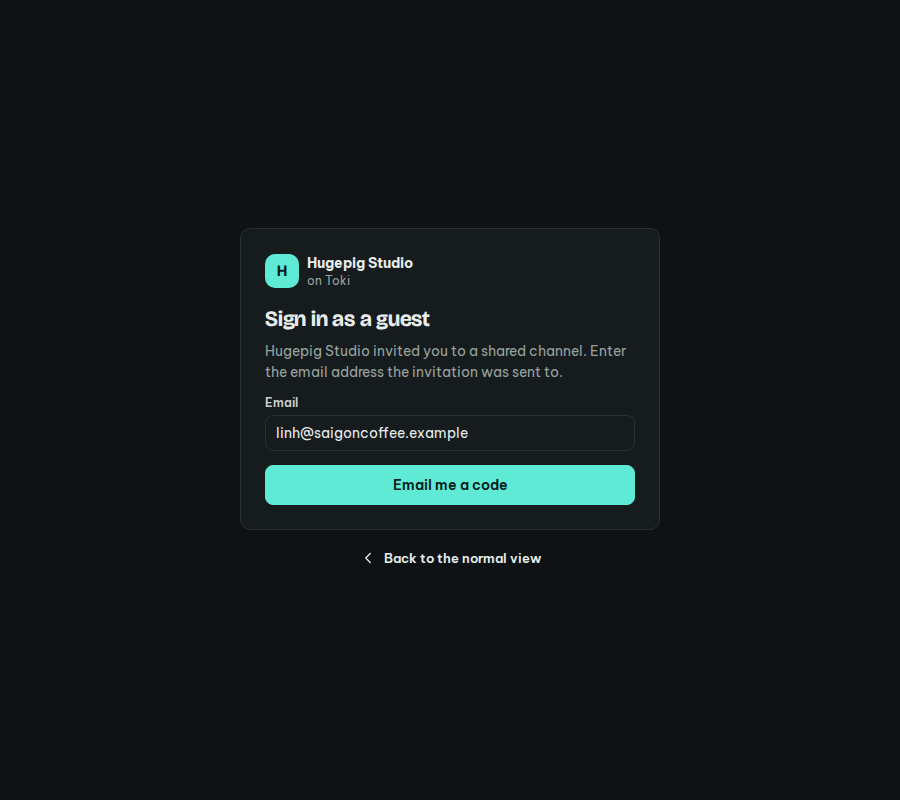 H
Hugepig Studio
on Toki
Sign in as a guest
Hugepig Studio invited you to a shared channel. Enter
the email address the invitation was sent to.
Email
linh@saigoncoffee.example
Email me a code
Back to the normal view